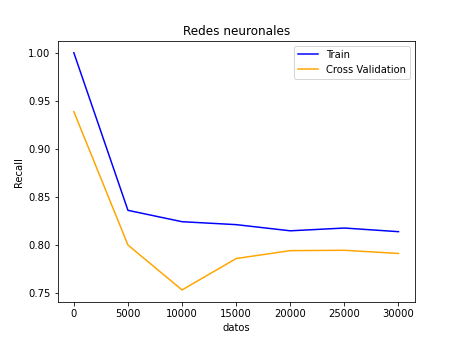 Redes neuronales
Train
Cross Validation
1.00
0.95
0.90
0.85
0.80
0.75
Recall
0 5000 10000 15000 20000 25000 30000
datos